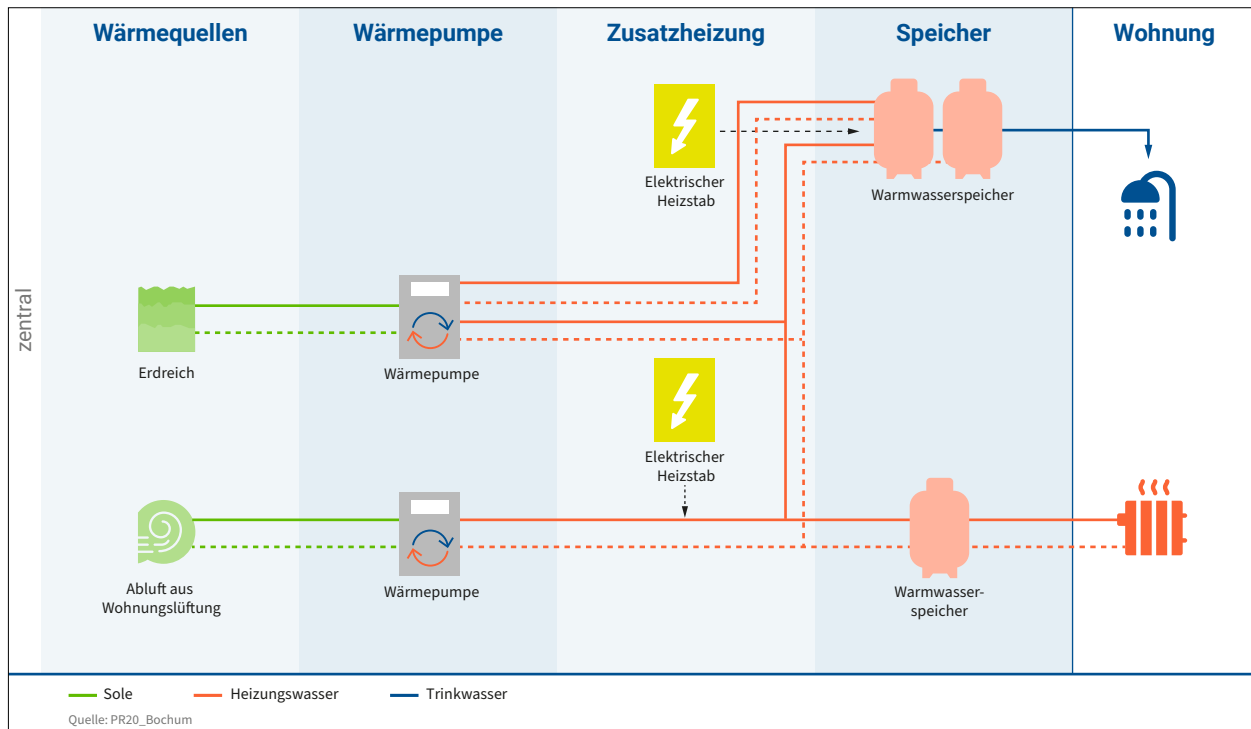 Wärmequellen
Wärmepumpe
Zusatzheizung
Speicher
Wohnung
zentral
Elektrischer
Heizstab
Warmwasserspeicher
Erdreich
Wärmepumpe
Elektrischer
Heizstab
Abluft aus
Wohnungslüftung
Wärmepumpe
Warmwasser-
speicher
Sole
Heizungswasser
Trinkwasser
Quelle: PR20_Bochum